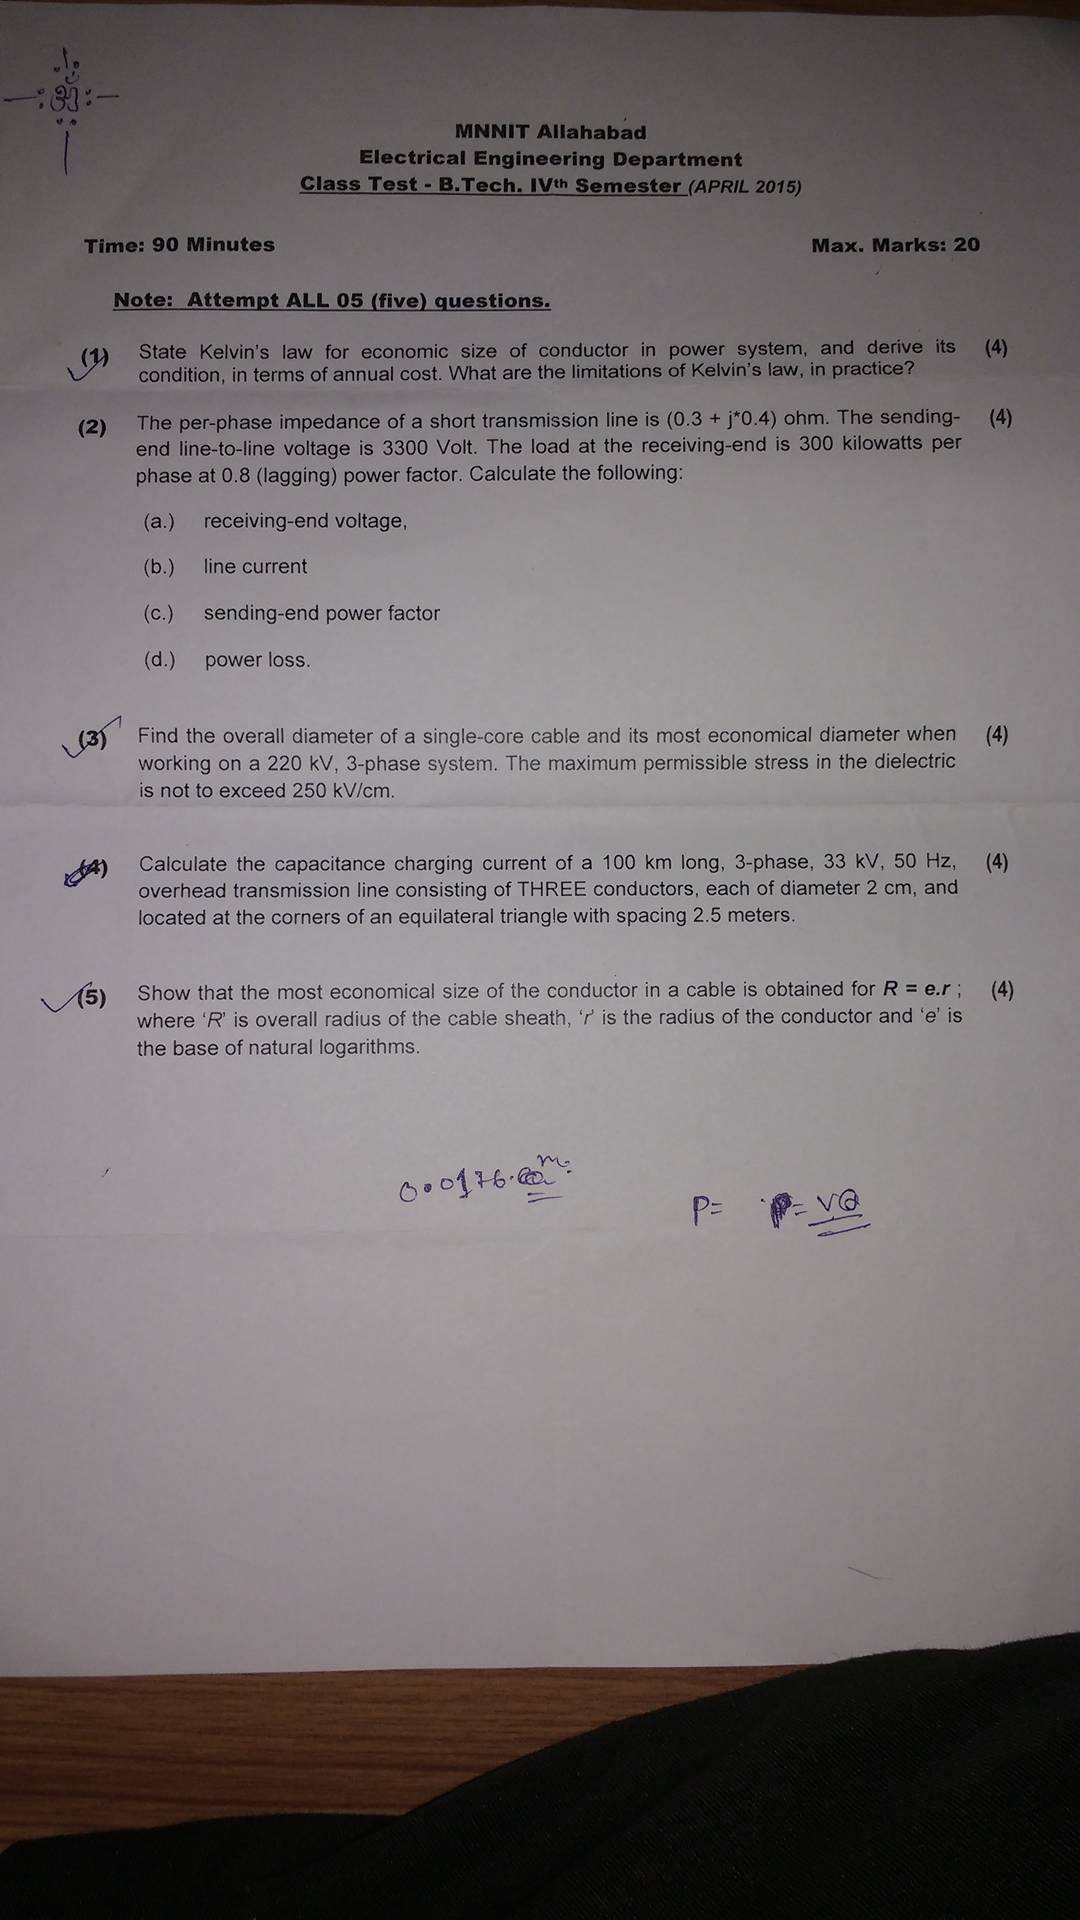 ॐ
MNNIT Allahabad
Electrical Engineering Department
Class Test - B.Tech. IVth Semester (APRIL 2015)
Time: 90 Minutes Max. Marks: 20
Note: Attempt ALL 05 (five) questions.
(1) State Kelvin's law for economic size of conductor in power system, and derive its (4)
condition, in terms of annual cost. What are the limitations of Kelvin's law, in practice?
(2) The per-phase impedance of a short transmission line is (0.3 + j*0.4) ohm. The sending- (4)
end line-to-line voltage is 3300 Volt. The load at the receiving-end is 300 kilowatts per
phase at 0.8 (lagging) power factor. Calculate the following:
(a.) receiving-end voltage,
(b.) line current
(c.) sending-end power factor
(d.) power loss.
(3) Find the overall diameter of a single-core cable and its most economical diameter when (4)
working on a 220 kV, 3-phase system. The maximum permissible stress in the dielectric
is not to exceed 250 kV/cm.
(4) Calculate the capacitance charging current of a 100 km long, 3-phase, 33 kV, 50 Hz, (4)
overhead transmission line consisting of THREE conductors, each of diameter 2 cm, and
located at the corners of an equilateral triangle with spacing 2.5 meters.
(5) Show that the most economical size of the conductor in a cable is obtained for R = e.r ; (4)
where 'R' is overall radius of the cable sheath, 'r' is the radius of the conductor and 'e' is
the base of natural logarithms.
0.0176 m
P= P= VQ